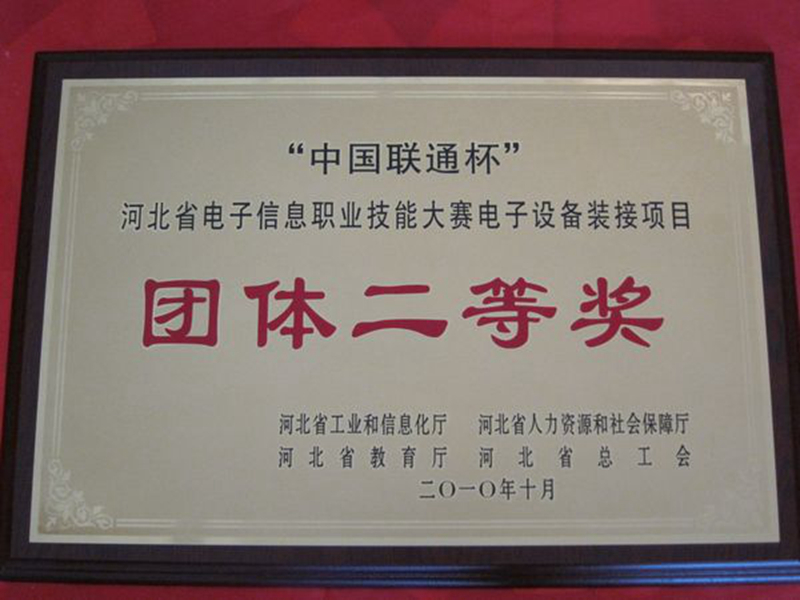 “中国联通杯”
河北省电子信息职业技能大赛电子设备装接项目
团体二等奖
河北省工业和信息化厅 河北省人力资源和社会保障厅
河北省教育厅 河北省总工会
二〇一〇年十月